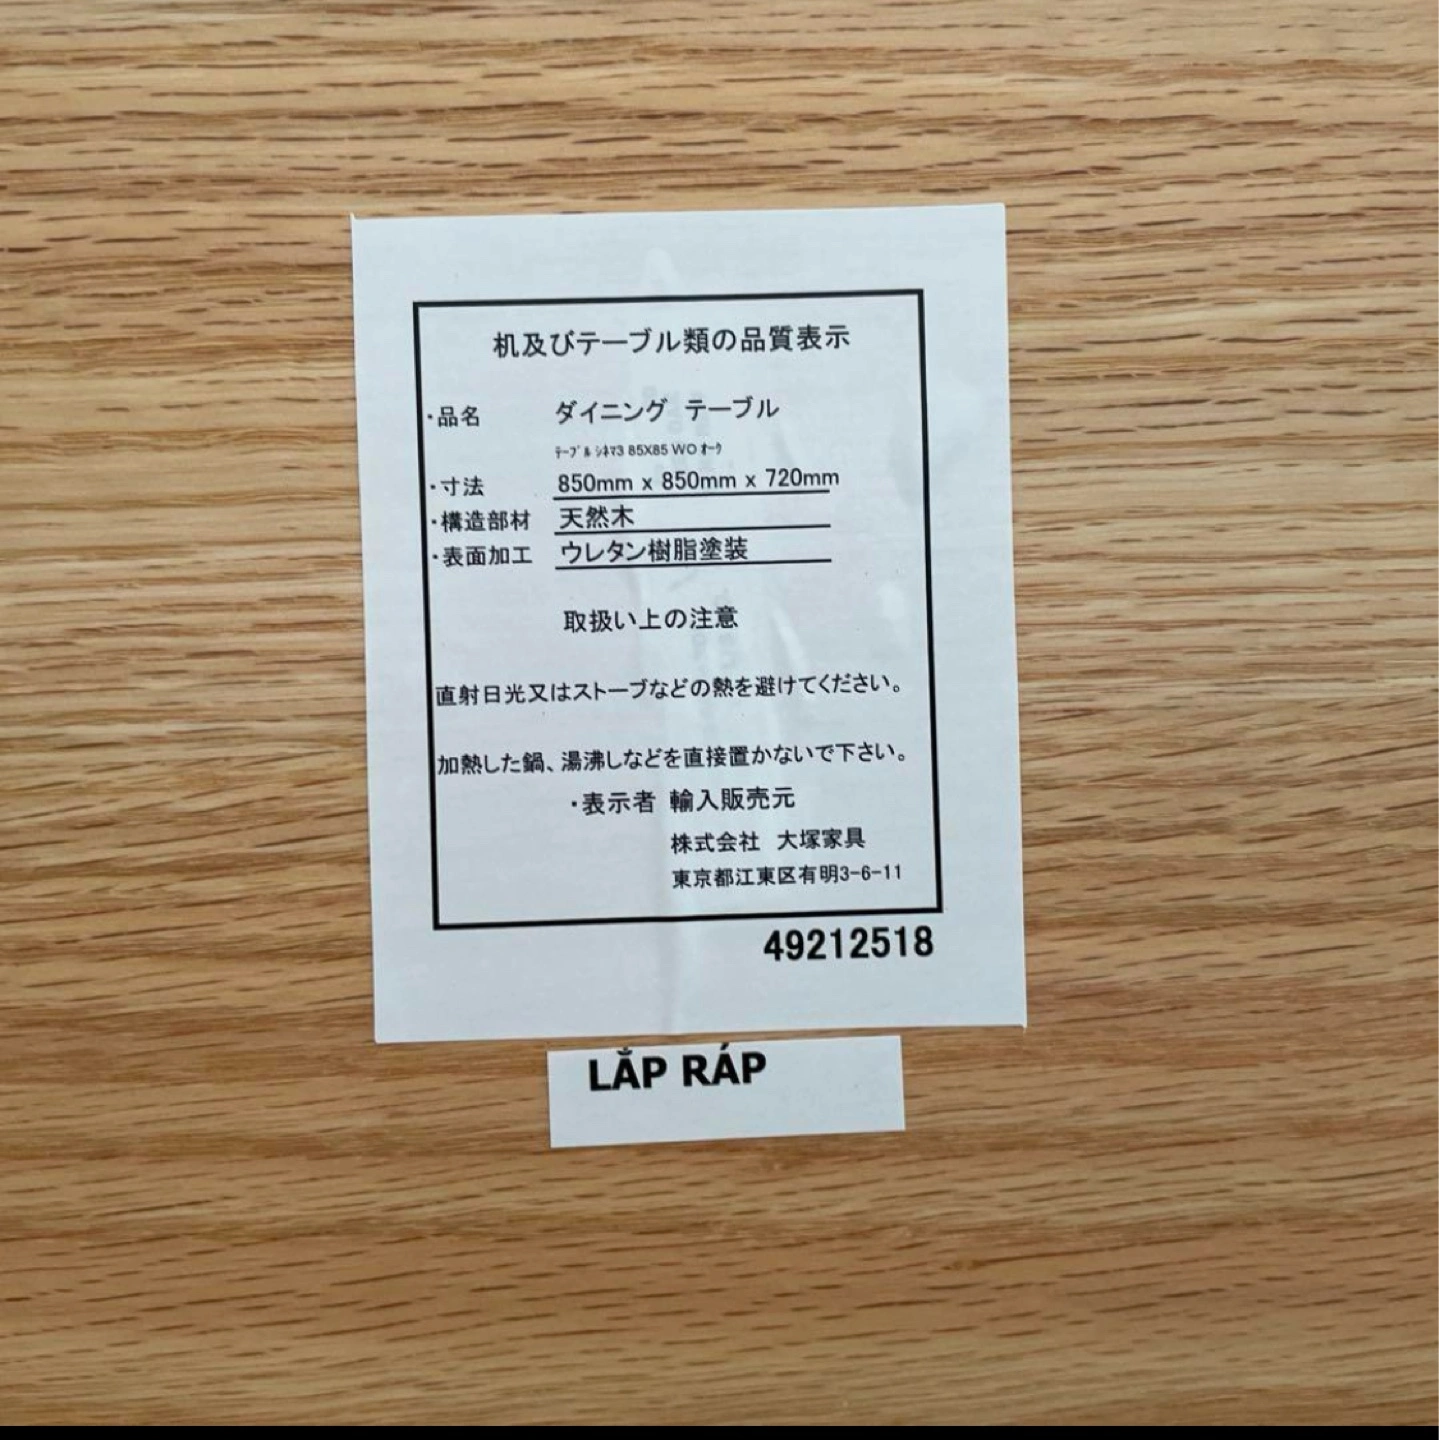 机及びテーブル類の品質表示
・品名 ダイニング テーブル
ﾃｰﾌﾞﾙ ｼﾈﾏ3 85X85 WO ｵｰｸ
・寸法 850mm x 850mm x 720mm
・構造部材 天然木
・表面加工 ウレタン樹脂塗装
取扱い上の注意
直射日光又はストーブなどの熱を避けてください。
加熱した鍋、湯沸しなどを直接置かないで下さい。
・表示者 輸入販売元
株式会社 大塚家具
東京都江東区有明3-6-11
49212518
LẮP RÁP